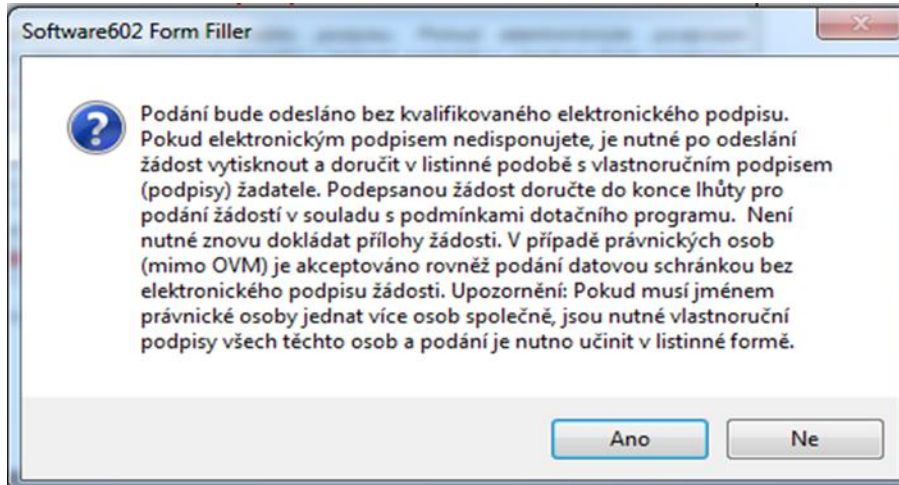 Software602 Form Filler
Podání bude odesláno bez kvalifikovaného elektronického podpisu.
Pokud elektronickým podpisem nedisponujete, je nutné po odeslání
žádost vytisknout a doručit v listinné podobě s vlastnoručním podpisem
(podpisy) žadatele. Podepsanou žádost doručte do konce lhůty pro
podání žádostí v souladu s podmínkami dotačního programu.  Není
nutné znovu dokládat přílohy žádosti. V případě právnických osob
(mimo OVM) je akceptováno rovněž podání datovou schránkou bez
elektronického podpisu žádosti. Upozornění: Pokud musí jménem
právnické osoby jednat více osob společně, jsou nutné vlastnoruční
podpisy všech těchto osob a podání je nutno učinit v listinné formě.
Ano
Ne